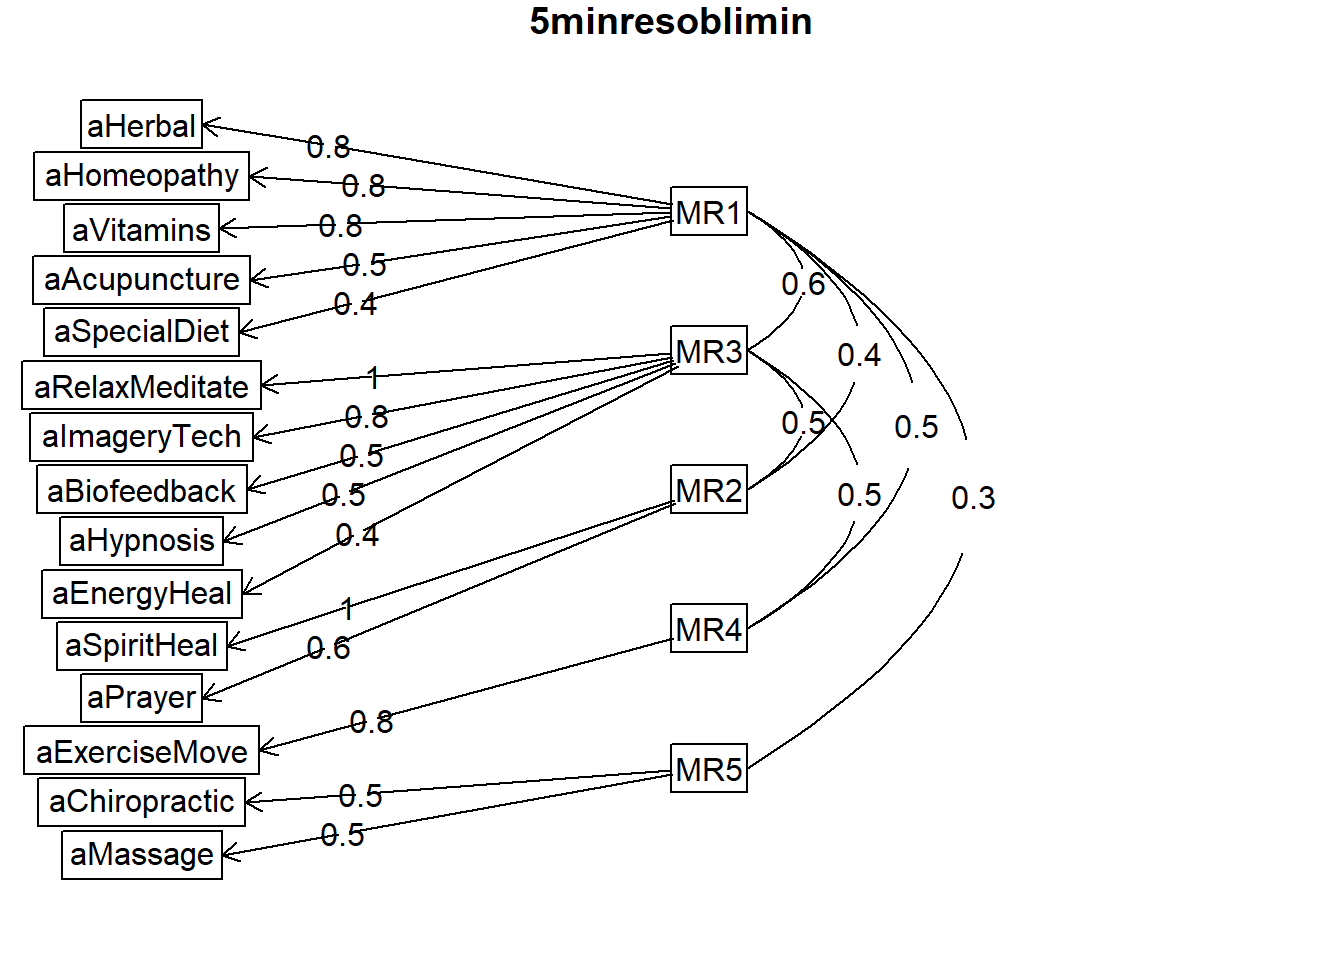 5minresoblimin
aHerbal
aHomeopathy
aVitamins
aAcupuncture
aSpecialDiet
aRelaxMeditate
aImageryTech
aBiofeedback
aHypnosis
aEnergyHeal
aSpiritHeal
aPrayer
aExerciseMove
aChiropractic
aMassage
0.8
0.8
0.8
0.5
0.4
1
0.8
0.5
0.5
0.4
1
0.6
0.8
0.5
0.5
MR1
MR3
MR2
MR4
MR5
0.6
0.4
0.5
0.5
0.5
0.3